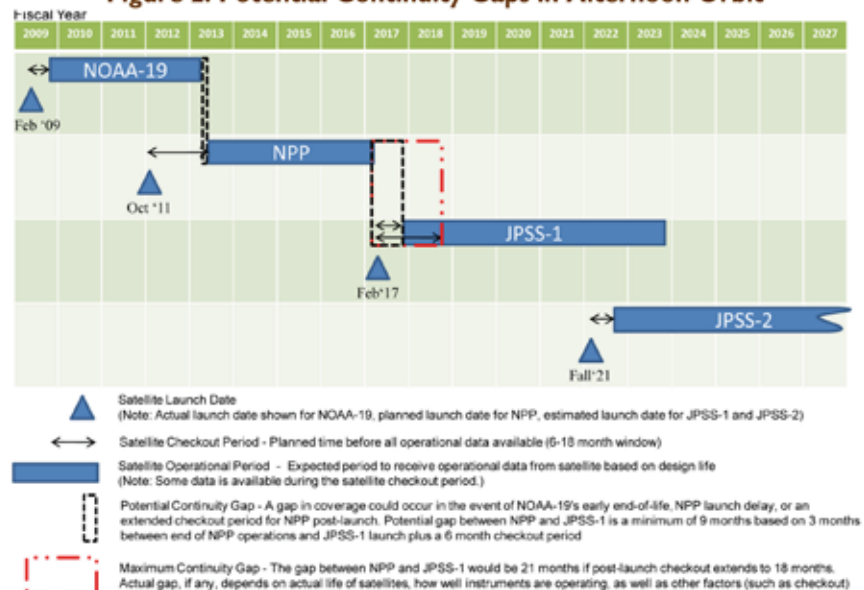 Figure 1: Potential Continuity Gaps in Afternoon Orbit
Fiscal Year
2009 2010 2011 2012 2013 2014 2015 2016 2017 2018 2019 2020 2021 2022 2023 2024 2025 2026 2027
NOAA-19
Feb '09
NPP
Oct '11
JPSS-1
Feb'17
JPSS-2
Fall'21
Satellite Launch Date
(Note: Actual launch date shown for NOAA-19, planned launch date for NPP, estimated launch date for JPSS-1 and JPSS-2)
Satellite Checkout Period - Planned time before all operational data available (6-18 month window)
Satellite Operational Period - Expected period to receive operational data from satellite based on design life
(Note: Some data is available during the satellite checkout period.)
Potential Continuity Gap - A gap in coverage could occur in the event of NOAA-19's early end-of-life, NPP launch delay, or an
extended checkout period for NPP post-launch. Potential gap between NPP and JPSS-1 is a minimum of 9 months based on 3 months
between end of NPP operations and JPSS-1 launch plus a 6 month checkout period
Maximum Continuity Gap - The gap between NPP and JPSS-1 would be 21 months if post-launch checkout extends to 18 months.
Actual gap, if any, depends on actual life of satellites, how well instruments are operating, as well as other factors (such as checkout)